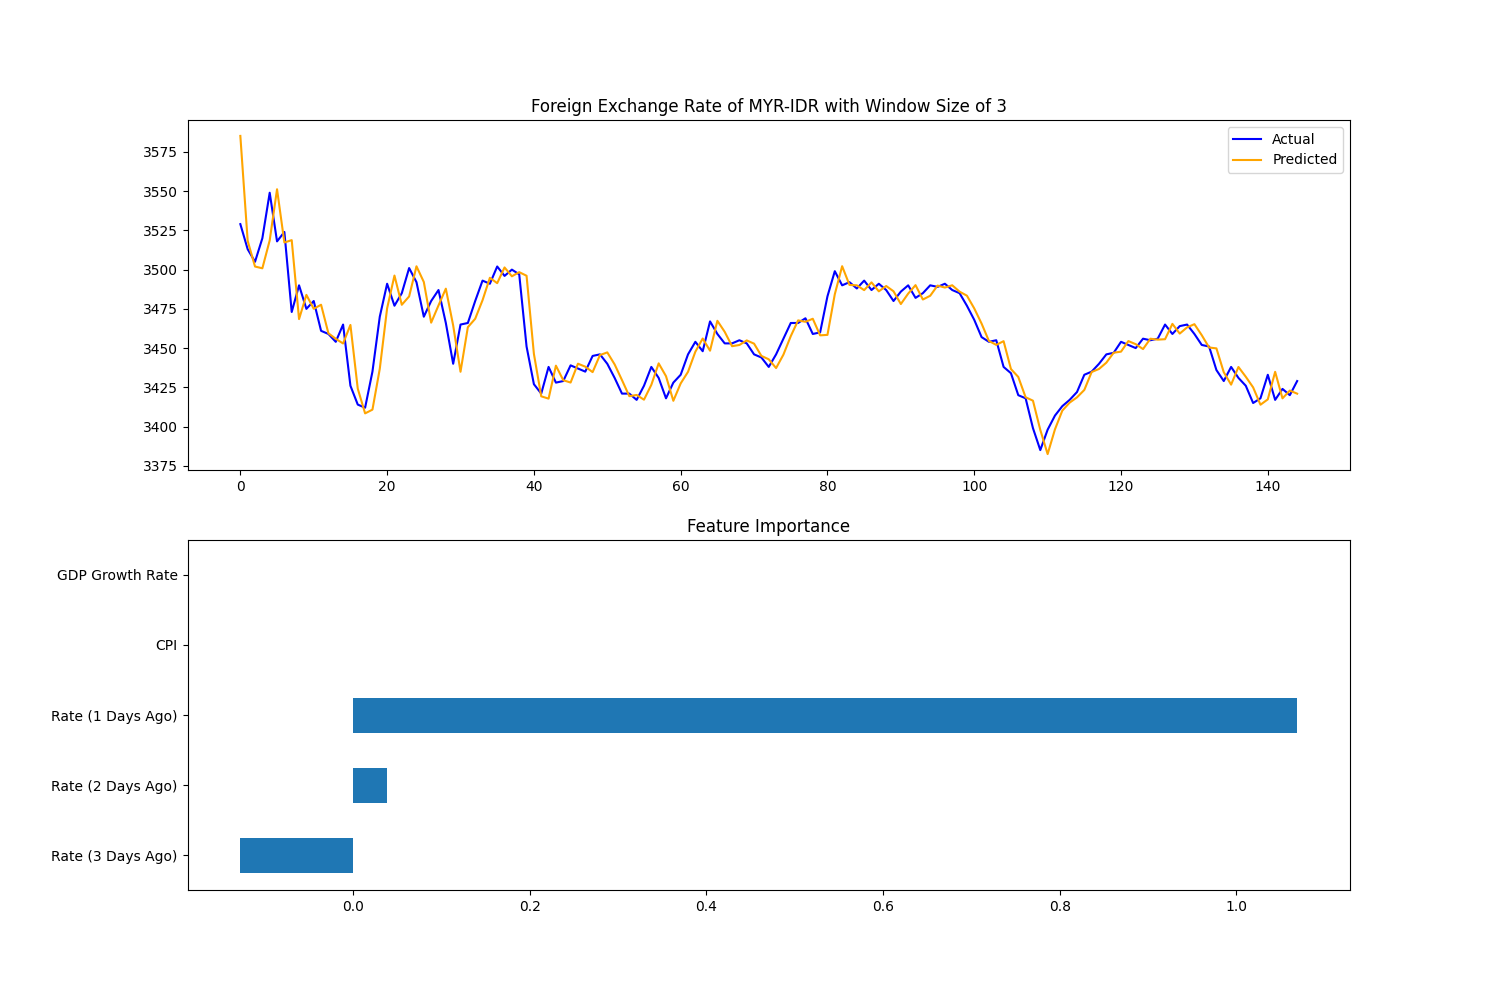 Foreign Exchange Rate of MYR-IDR with Window Size of 3
Actual
Predicted
3575
3550
3525
3500
3475
3450
3425
3400
3375
0 20 40 60 80 100 120 140
Feature Importance
GDP Growth Rate
CPI
Rate (1 Days Ago)
Rate (2 Days Ago)
Rate (3 Days Ago)
0.0 0.2 0.4 0.6 0.8 1.0